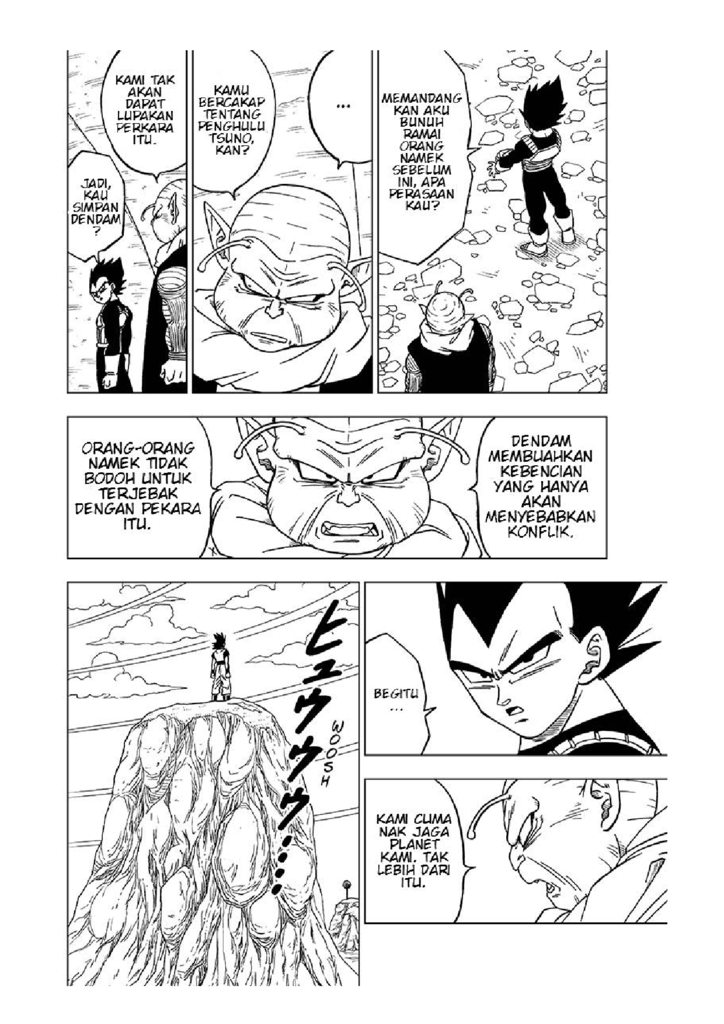 MEMANDANG
KAN AKU
BUNUH
RAMAI
ORANG
NAMEK
SEBELUM
INI, APA
PERASAAN
KAU?
...
KAMU
BERCAKAP
TENTANG
PENGHULU
TSUNO,
KAN?
KAMI TAK
AKAN
DAPAT
LUPAKAN
PERKARA
ITU.
JADI,
KAU
SIMPAN
DENDAM
?
DENDAM
MEMBUAHKAN
KEBENCIAN
YANG HANYA
AKAN
MENYEBABKAN
KONFLIK.
ORANG-ORANG
NAMEK TIDAK
BODOH UNTUK
TERJEBAK
DENGAN PEKARA
ITU.
BEGITU
...
KAMI CUMA
NAK JAGA
PLANET
KAMI. TAK
LEBIH DARI
ITU.
ヒュウウウウ・・・・
WOOSH